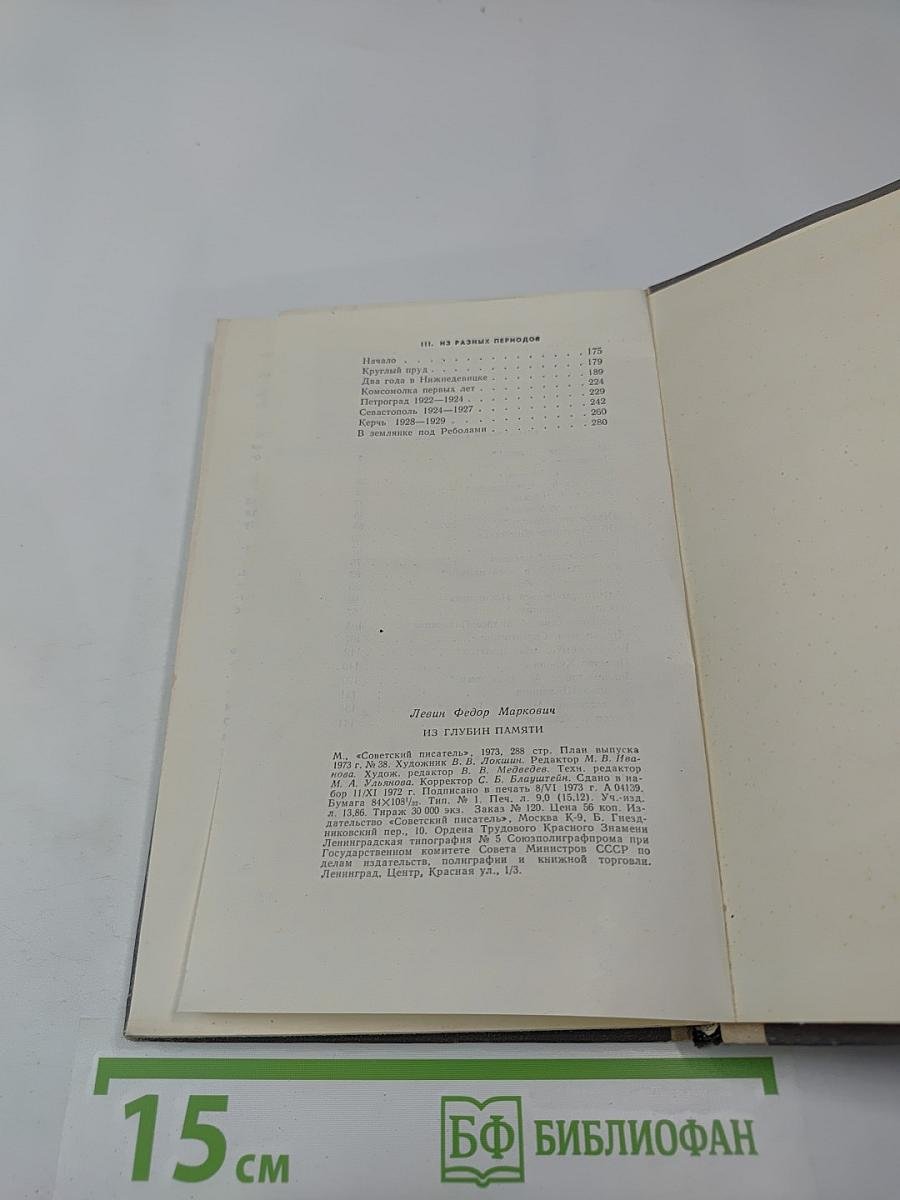 III. ИЗ РАЗНЫХ ПЕРИОДОВ
Начало . . . . . . . . . . . . . 175
Круглый пруд . . . . . . . . . . . 179
Два года в Нижнедевицке . . . . . . . 189
Комсомолка первых лет . . . . . . . . 224
Петроград 1922—1924 . . . . . . . . . 229
Севастополь 1924—1927 . . . . . . . . 242
Керчь 1928—1929 . . . . . . . . . . 260
В землянке под Реболами . . . . . . . 280
Левин Федор Маркович
ИЗ ГЛУБИН ПАМЯТИ
М., «Советский писатель», 1973, 288 стр. План выпуска
1973 г. № 38. Художник В. В. Локшин. Редактор М. В. Ива-
нова. Худож. редактор В. В. Медведев. Техн. редактор
М. А. Ульянова. Корректор С. Б. Блауштейн. Сдано в на-
бор 11/XI 1972 г. Подписано в печать 8/VI 1973 г. А 04139.
Бумага 84×108¹/₃₂. Тип. № 1. Печ. л. 9,0 (15,12). Уч.-изд.
л. 13,86. Тираж 30 000 экз. Заказ № 120. Цена 56 коп. Из-
дательство «Советский писатель», Москва К-9, Б. Гнезд-
никовский пер., 10. Ордена Трудового Красного Знамени
Ленинградская типография № 5 Союзполиграфпрома при
Государственном комитете Совета Министров СССР по
делам издательств, полиграфии и книжной торговли.
Ленинград, Центр, Красная ул., 1/3.
15 см
БФ БИБЛИОФАН